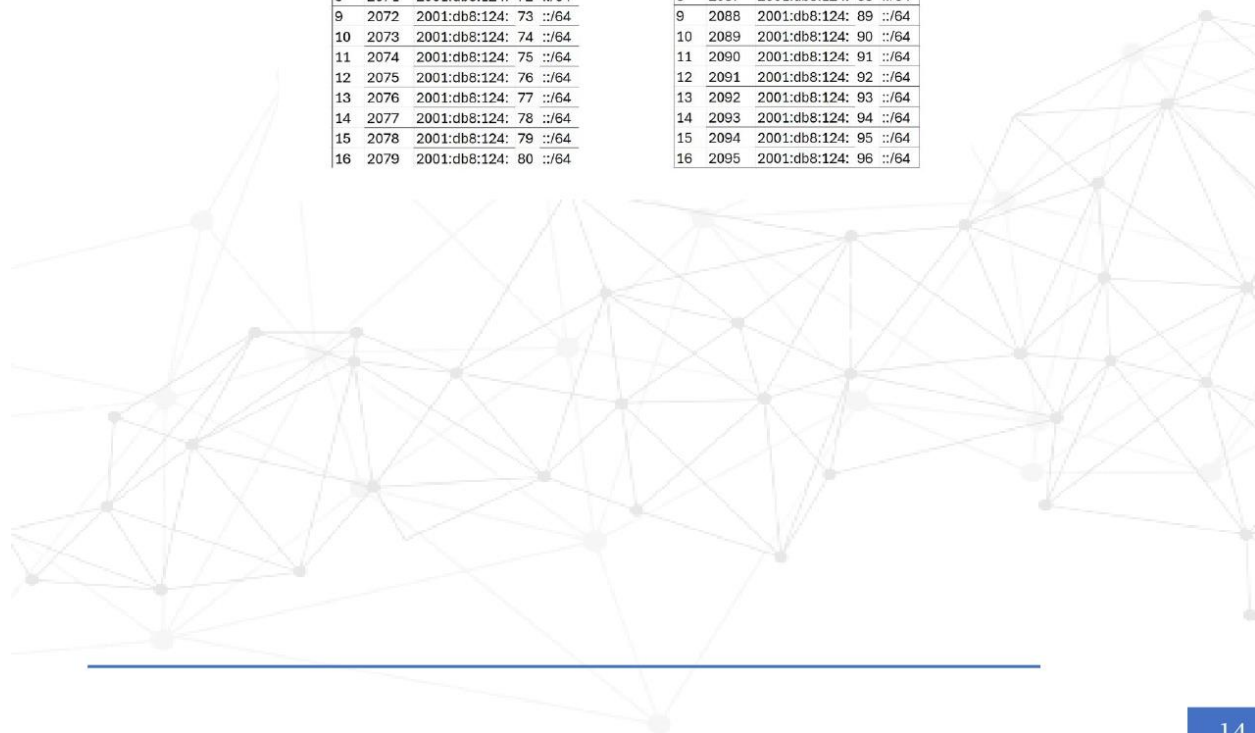 9 2072 2001:db8:124: 73 ::/64
10 2073 2001:db8:124: 74 ::/64
11 2074 2001:db8:124: 75 ::/64
12 2075 2001:db8:124: 76 ::/64
13 2076 2001:db8:124: 77 ::/64
14 2077 2001:db8:124: 78 ::/64
15 2078 2001:db8:124: 79 ::/64
16 2079 2001:db8:124: 80 ::/64
9 2088 2001:db8:124: 89 ::/64
10 2089 2001:db8:124: 90 ::/64
11 2090 2001:db8:124: 91 ::/64
12 2091 2001:db8:124: 92 ::/64
13 2092 2001:db8:124: 93 ::/64
14 2093 2001:db8:124: 94 ::/64
15 2094 2001:db8:124: 95 ::/64
16 2095 2001:db8:124: 96 ::/64
14